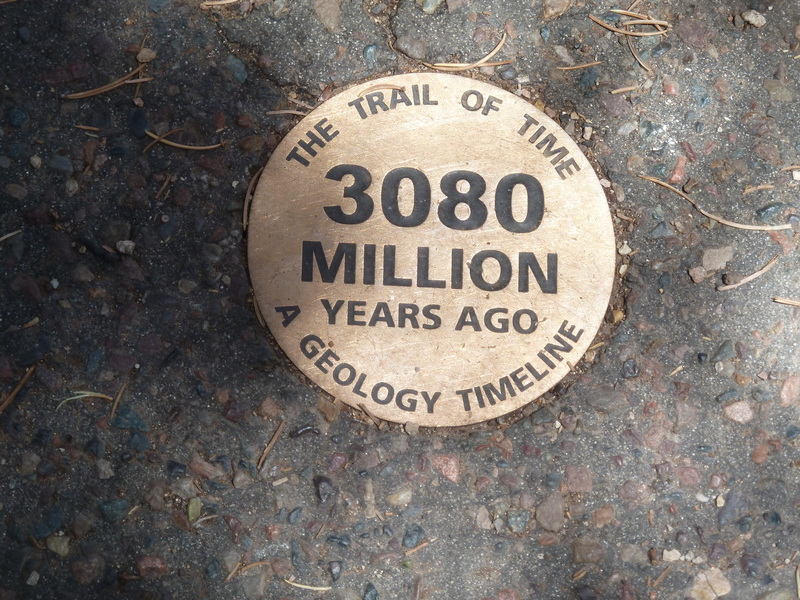 THE TRAIL OF TIME
3080
MILLION
YEARS AGO
A GEOLOGY TIMELINE